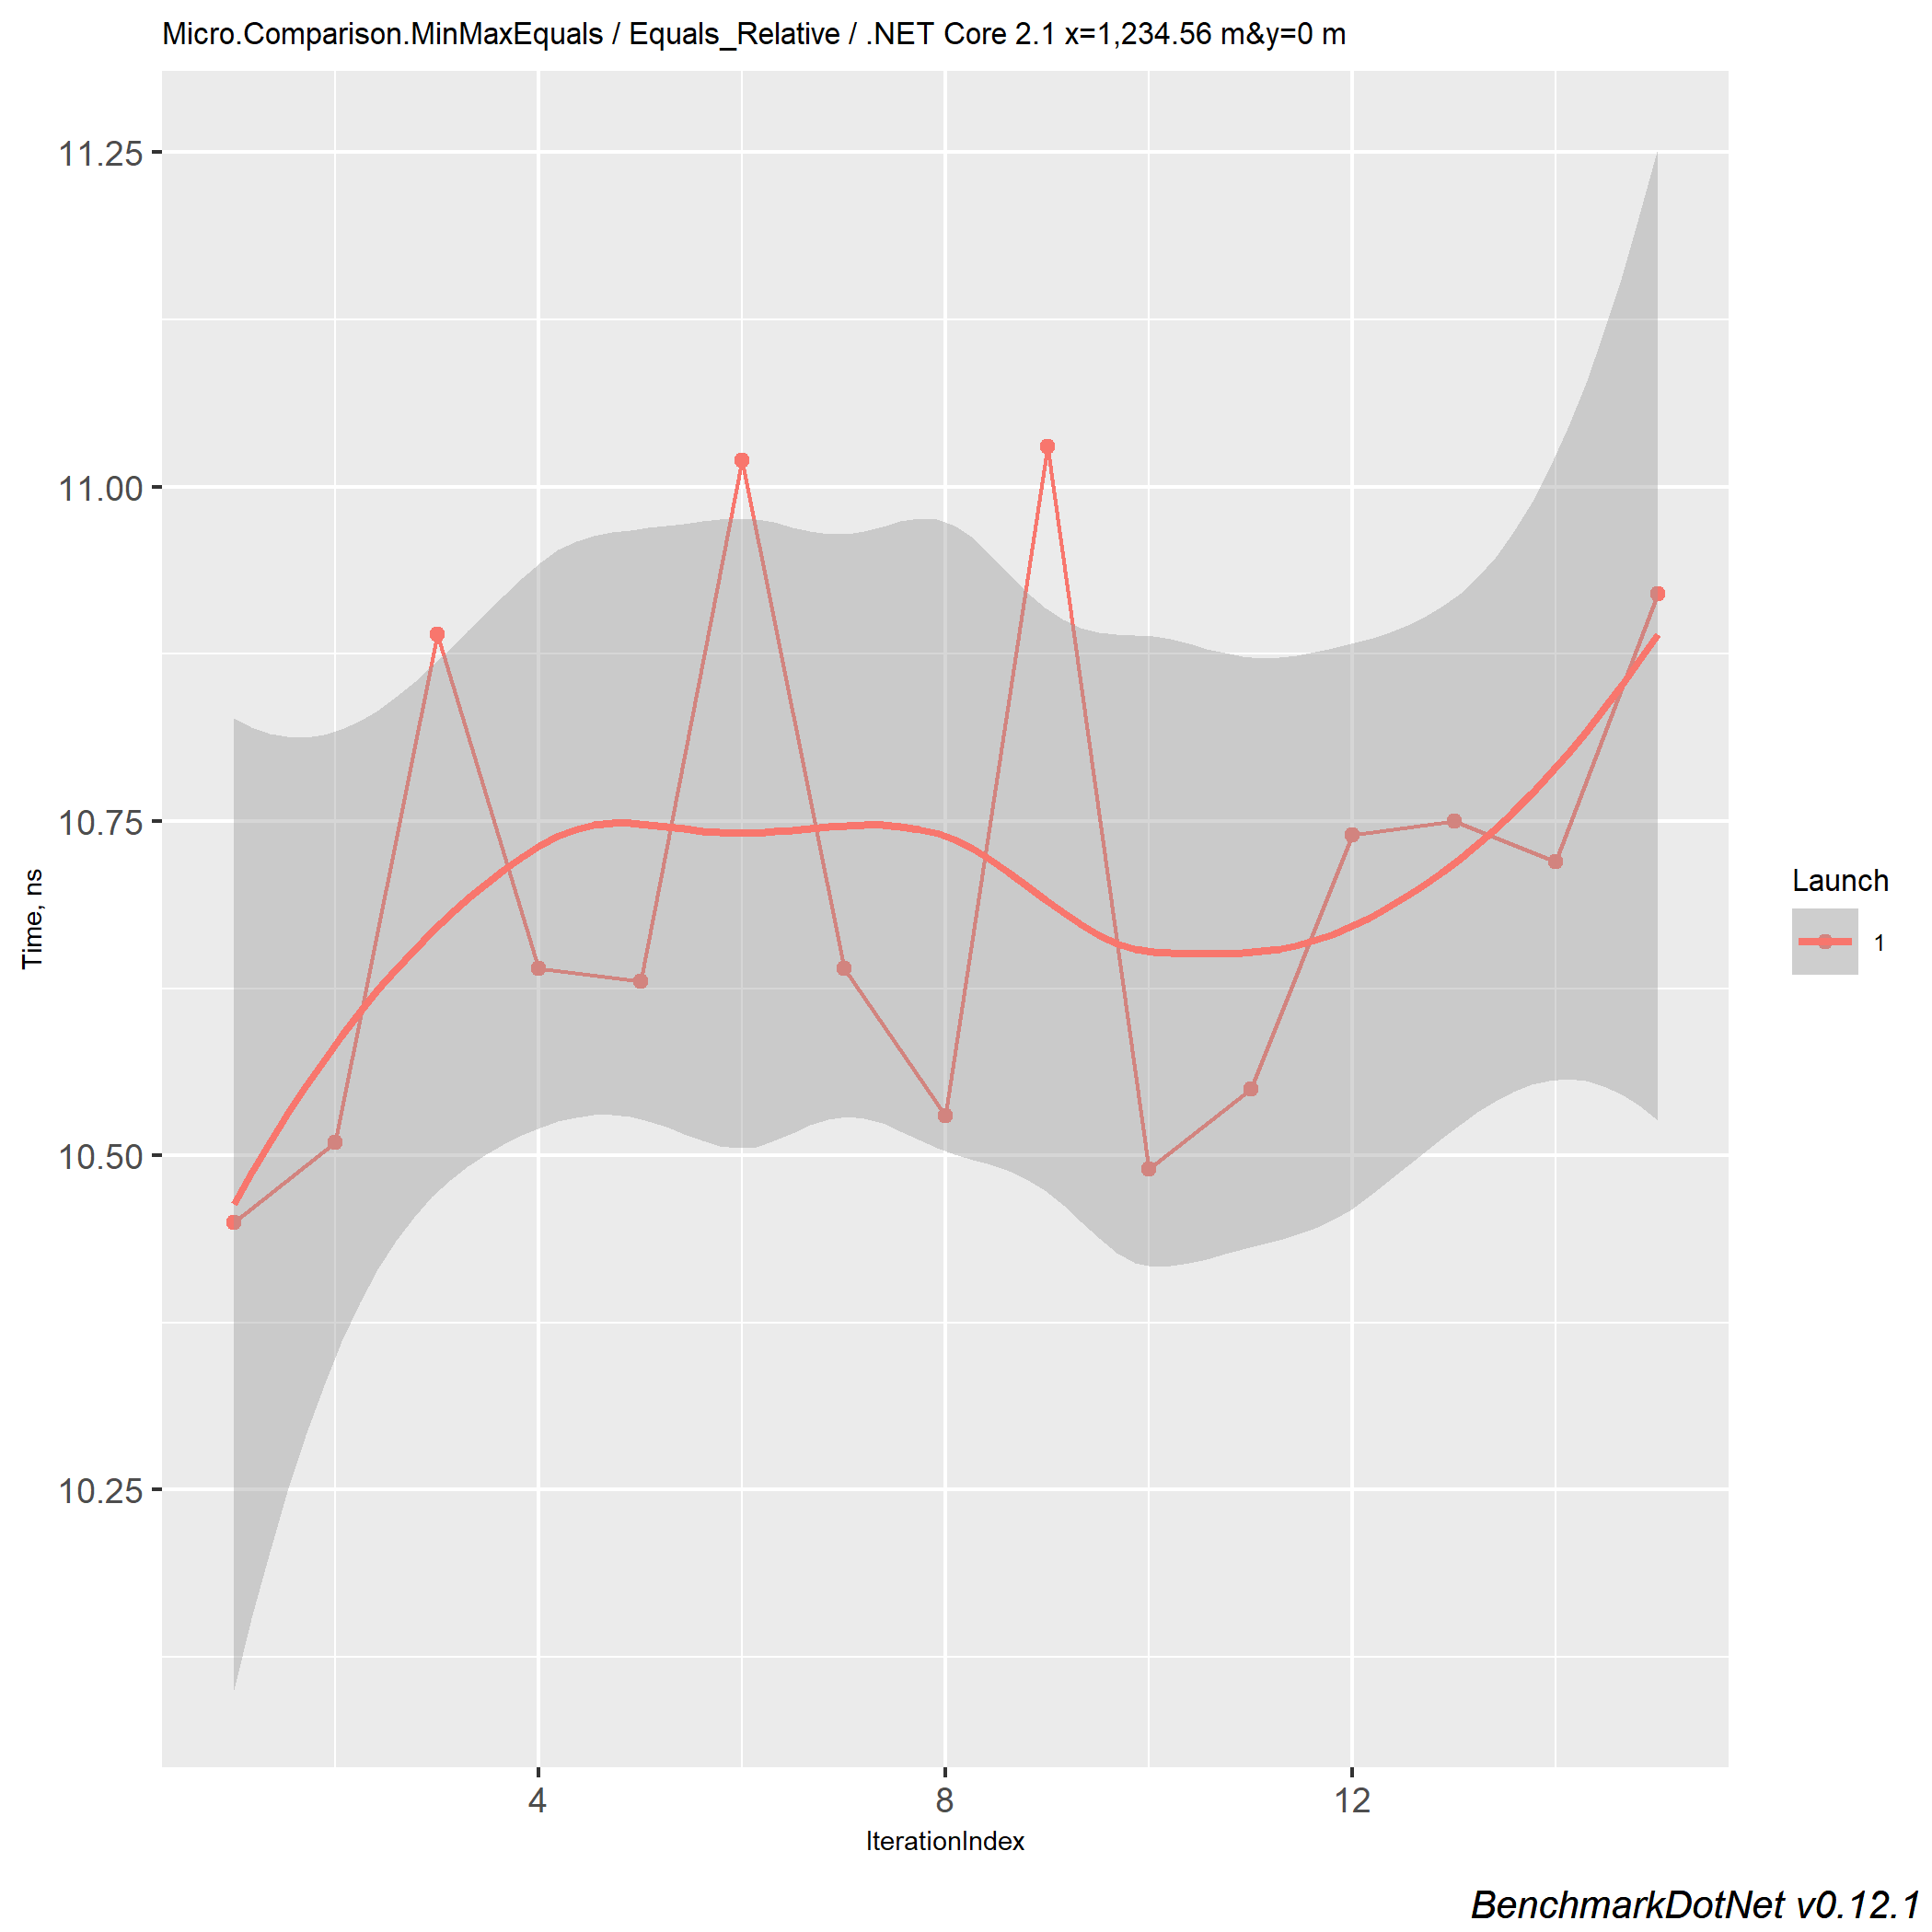 Micro.Comparison.MinMaxEquals / Equals_Relative / .NET Core 2.1 x=1,234.56 m&y=0 m
11.25
11.00
10.75
10.50
10.25
Time, ns
4
8
12
IterationIndex
Launch
1
BenchmarkDotNet v0.12.1